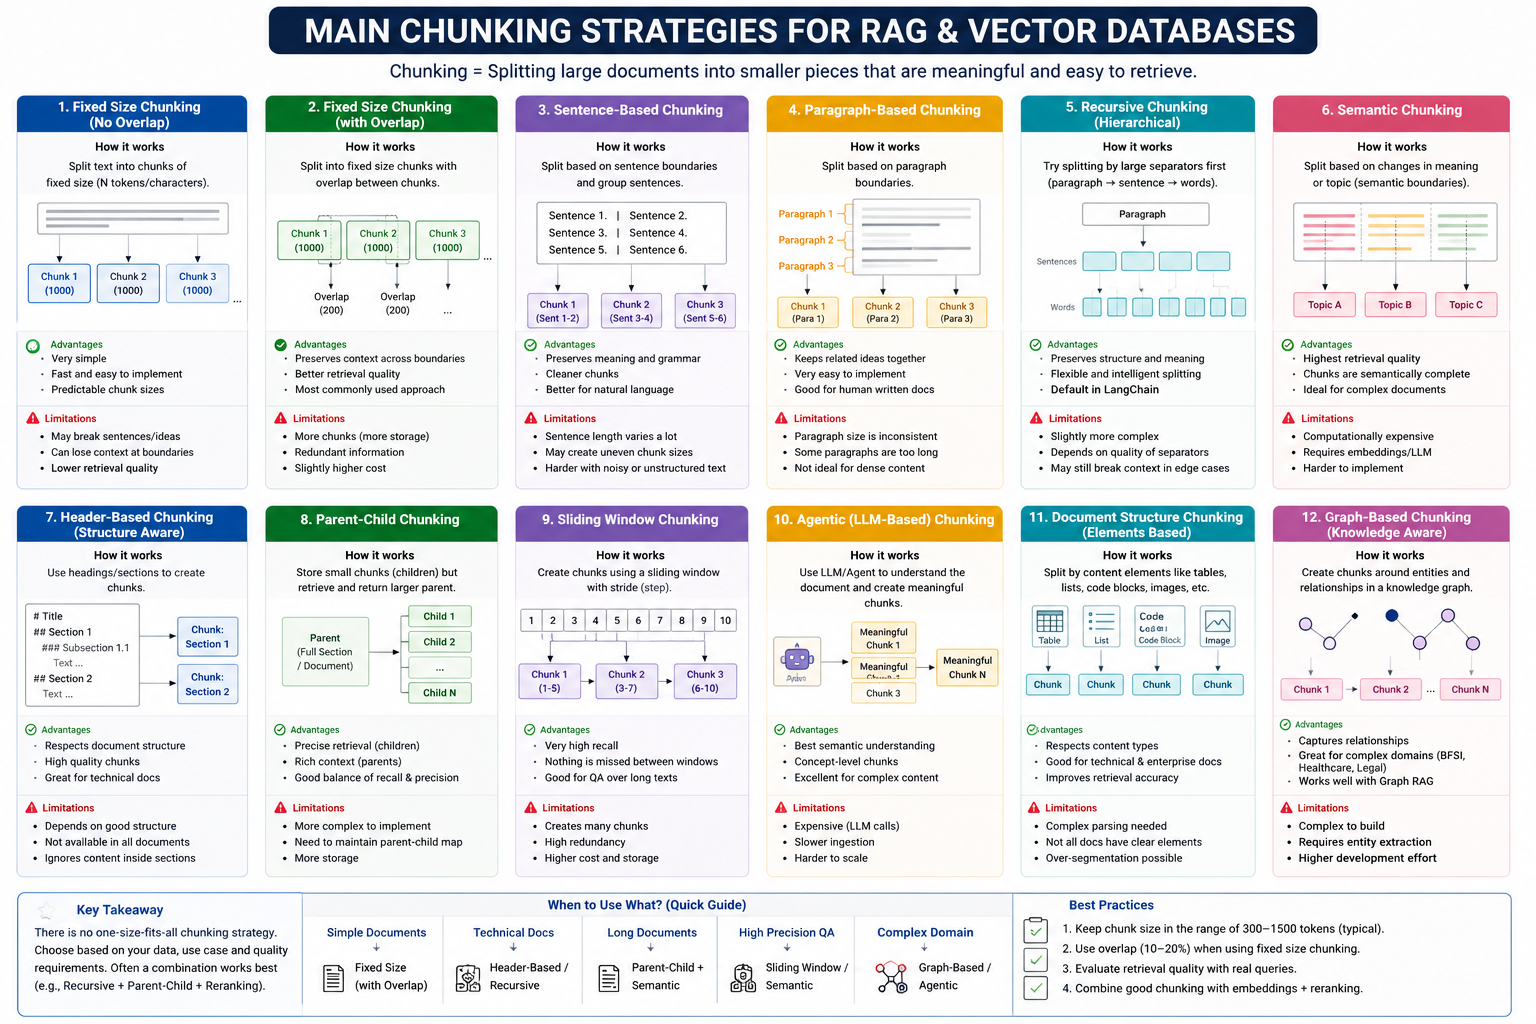 MAIN CHUNKING STRATEGIES FOR RAG & VECTOR DATABASES
Chunking = Splitting large documents into smaller pieces that are meaningful and easy to retrieve.
1. Fixed Size Chunking
(No Overlap)
How it works
Split text into chunks of
fixed size (N tokens/characters).
Chunk 1
(1000)
Chunk 2
(1000)
Chunk 3
(1000)
...
Advantages
• Very simple
• Fast and easy to implement
• Predictable chunk sizes
Limitations
• May break sentences/ideas
• Can lose context at boundaries
• Lower retrieval quality
2. Fixed Size Chunking
(with Overlap)
How it works
Split into fixed size chunks with
overlap between chunks.
Chunk 1
(1000)
Chunk 2
(1000)
Chunk 3
(1000)
...
Overlap
(200)
Overlap
(200)
...
Advantages
• Preserves context across boundaries
• Better retrieval quality
• Most commonly used approach
Limitations
• More chunks (more storage)
• Redundant information
• Slightly higher cost
3. Sentence-Based Chunking
How it works
Split based on sentence boundaries
and group sentences.
Sentence 1. | Sentence 2.
Sentence 3. | Sentence 4.
Sentence 5. | Sentence 6.
Chunk 1
(Sent 1-2)
Chunk 2
(Sent 3-4)
Chunk 3
(Sent 5-6)
Advantages
• Preserves meaning and grammar
• Cleaner chunks
• Better for natural language
Limitations
• Sentence length varies a lot
• May create uneven chunk sizes
• Harder with noisy or unstructured text
4. Paragraph-Based Chunking
How it works
Split based on paragraph
boundaries.
Paragraph 1
Paragraph 2
Paragraph 3
Chunk 1
(Para 1)
Chunk 2
(Para 2)
Chunk 3
(Para 3)
Advantages
• Keeps related ideas together
• Very easy to implement
• Good for human written docs
Limitations
• Paragraph size is inconsistent
• Some paragraphs are too long
• Not ideal for dense content
5. Recursive Chunking
(Hierarchical)
How it works
Try splitting by large separators first
(paragraph → sentence → words).
Paragraph
Sentences
Words
Advantages
• Preserves structure and meaning
• Flexible and intelligent splitting
• Default in LangChain
Limitations
• Slightly more complex
• Depends on quality of separators
• May still break context in edge cases
6. Semantic Chunking
How it works
Split based on changes in meaning
or topic (semantic boundaries).
Topic A
Topic B
Topic C
Advantages
• Highest retrieval quality
• Chunks are semantically complete
• Ideal for complex documents
Limitations
• Computationally expensive
• Requires embeddings/LLM
• Harder to implement
7. Header-Based Chunking
(Structure Aware)
How it works
Use headings/sections to create
chunks.
# Title
## Section 1
### Subsection 1.1
Text ...
## Section 2
Text ...
Chunk:
Section 1
Chunk:
Section 2
Advantages
• Respects document structure
• High quality chunks
• Great for technical docs
Limitations
• Depends on good structure
• Not available in all documents
• Ignores content inside sections
8. Parent-Child Chunking
How it works
Store small chunks (children) but
retrieve and return larger parent.
Parent
(Full Section
/ Document)
Child 1
Child 2
...
Child N
Advantages
• Precise retrieval (children)
• Rich context (parents)
• Good balance of recall & precision
Limitations
• More complex to implement
• Need to maintain parent-child map
• More storage
9. Sliding Window Chunking
How it works
Create chunks using a sliding window
with stride (step).
1 2 3 4 5 6 7 8 9 10
Chunk 1
(1-5)
Chunk 2
(3-7)
Chunk 3
(6-10)
Advantages
• Very high recall
• Nothing is missed between windows
• Good for QA over long texts
Limitations
• Creates many chunks
• High redundancy
• Higher cost and storage
10. Agentic (LLM-Based) Chunking
How it works
Use LLM/Agent to understand the
document and create meaningful
chunks.
Meaningful
Chunk 1
Meaningful
Chunk 3
Meaningful
Chunk N
Advantages
• Best semantic understanding
• Concept-level chunks
• Excellent for complex content
Limitations
• Expensive (LLM calls)
• Slower ingestion
• Harder to scale
11. Document Structure Chunking
(Elements Based)
How it works
Split by content elements like tables,
lists, code blocks, images, etc.
Table
List
Code
Code Block
Image
Chunk
Chunk
Chunk
Chunk
dvantages
• Respects content types
• Good for technical & enterprise docs
• Improves retrieval accuracy
Limitations
• Complex parsing needed
• Not all docs have clear elements
• Over-segmentation possible
12. Graph-Based Chunking
(Knowledge Aware)
How it works
Create chunks around entities and
relationships in a knowledge graph.
Chunk 1
Chunk 2
...
Chunk N
Advantages
• Captures relationships
• Great for complex domains (BFSI,
Healthcare, Legal)
• Works well with Graph RAG
Limitations
• Complex to build
• Requires entity extraction
• Higher development effort
Key Takeaway
There is no one-size-fits-all chunking strategy.
Choose based on your data, use case and quality
requirements. Often a combination works best
(e.g., Recursive + Parent-Child + Reranking).
When to Use What? (Quick Guide)
Simple Documents
Fixed Size
(with Overlap)
Technical Docs
Header-Based /
Recursive
Long Documents
Parent-Child +
Semantic
High Precision QA
Sliding Window /
Semantic
Complex Domain
Graph-Based /
Agentic
Best Practices
1. Keep chunk size in the range of 300–1500 tokens (typical).
2. Use overlap (10–20%) when using fixed size chunking.
3. Evaluate retrieval quality with real queries.
4. Combine good chunking with embeddings + reranking.